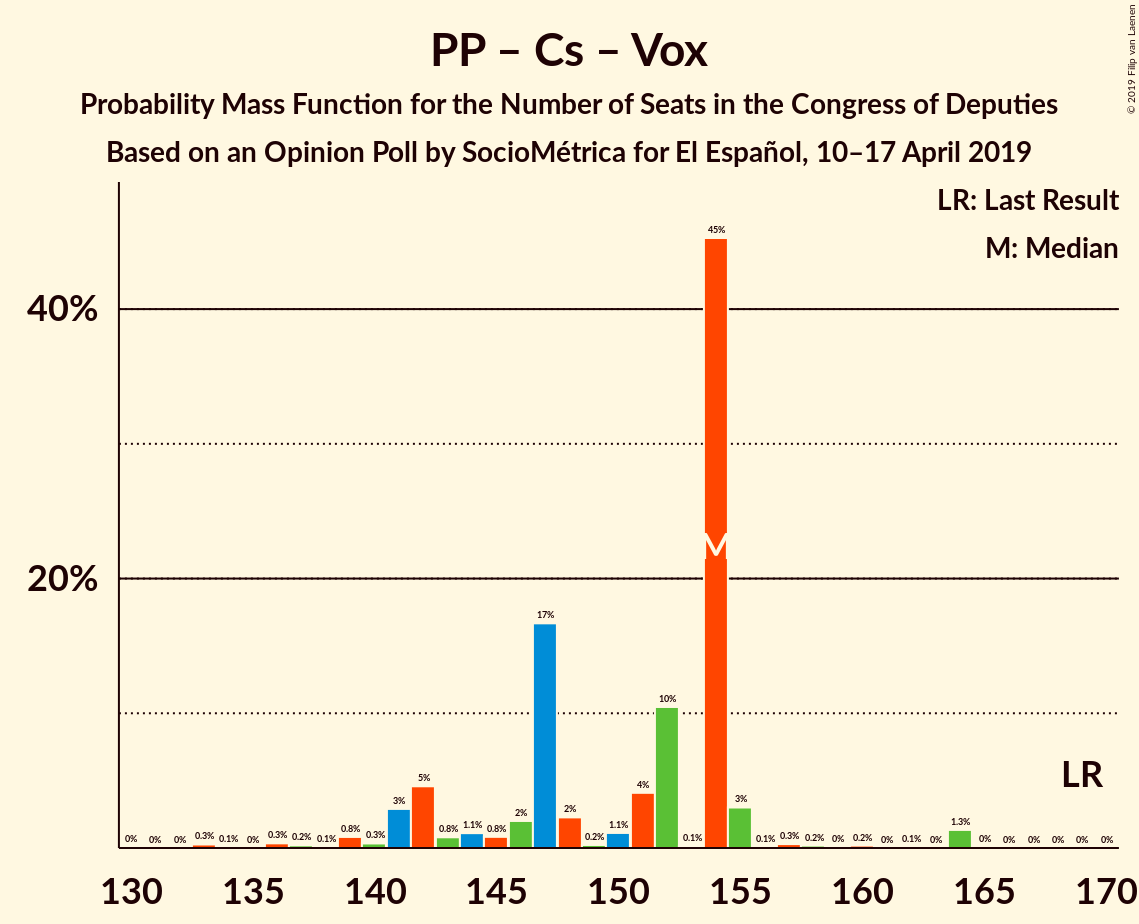 PP – Cs – Vox
Probability Mass Function for the Number of Seats in the Congress of Deputies
Based on an Opinion Poll by SocioMétrica for El Español, 10–17 April 2019
© 2019 Filip van Laenen
LR: Last Result
M: Median
40%
20%
0% 0% 0% 0.3% 0.1% 0% 0.3% 0.2% 0.1% 0.8% 0.3% 3% 5% 0.8% 1.1% 0.8% 2% 17% 2% 0.2% 1.1% 4% 10% 0.1% 45% 3% 0.1% 0.3% 0.2% 0% 0.2% 0% 0.1% 0% 1.3% 0% 0% 0% 0% 0% 0%
M
LR
130 135 140 145 150 155 160 165 170